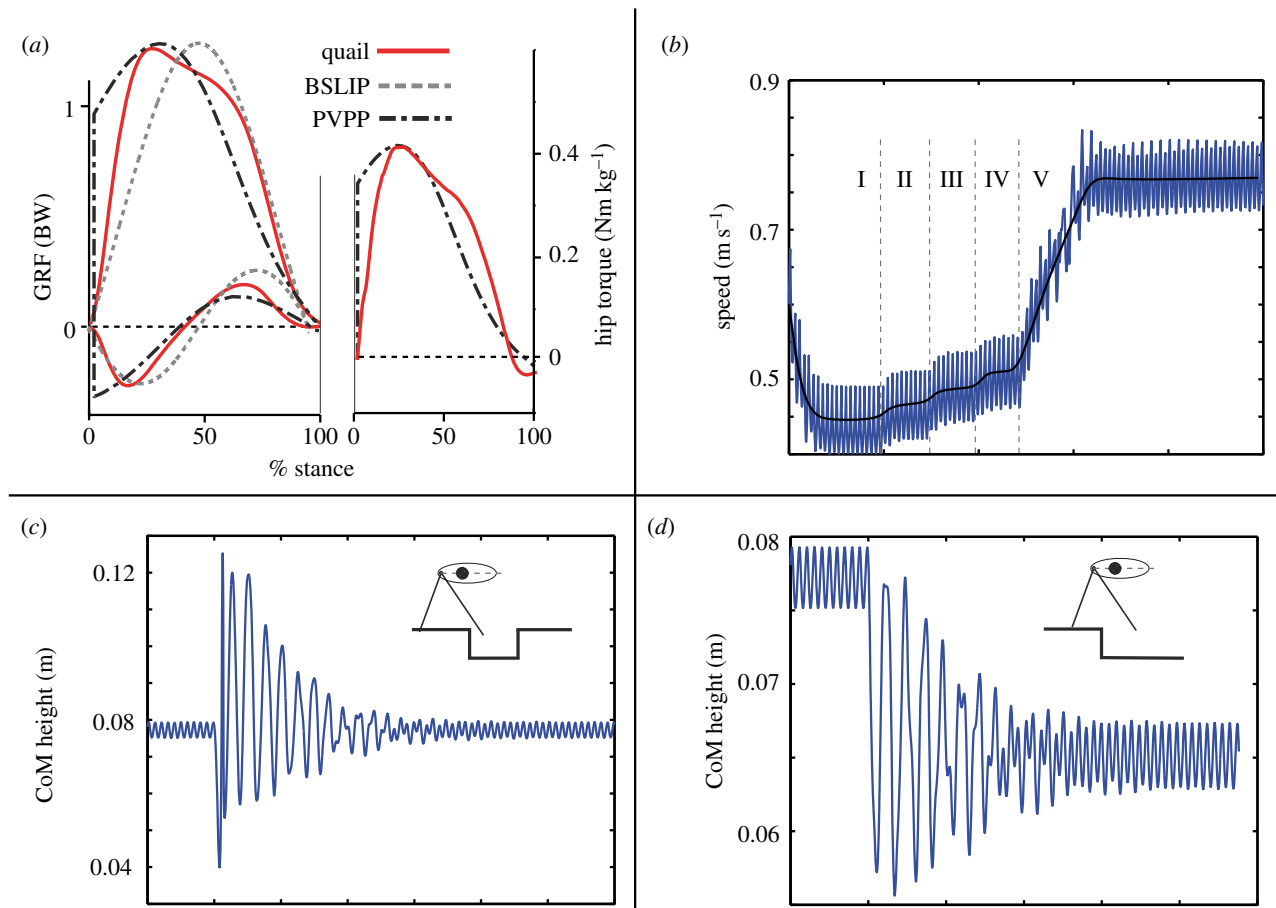 (a)
quail
BSLIP
PVPP
GRF (BW)
1
0
0
50
100
0
50
100
% stance
hip torque (Nm kg⁻¹)
0.4
0.2
0
(b)
speed (m s⁻¹)
0.9
0.7
0.5
I II III IV V
(c)
CoM height (m)
0.12
0.08
0.04
(d)
CoM height (m)
0.08
0.07
0.06